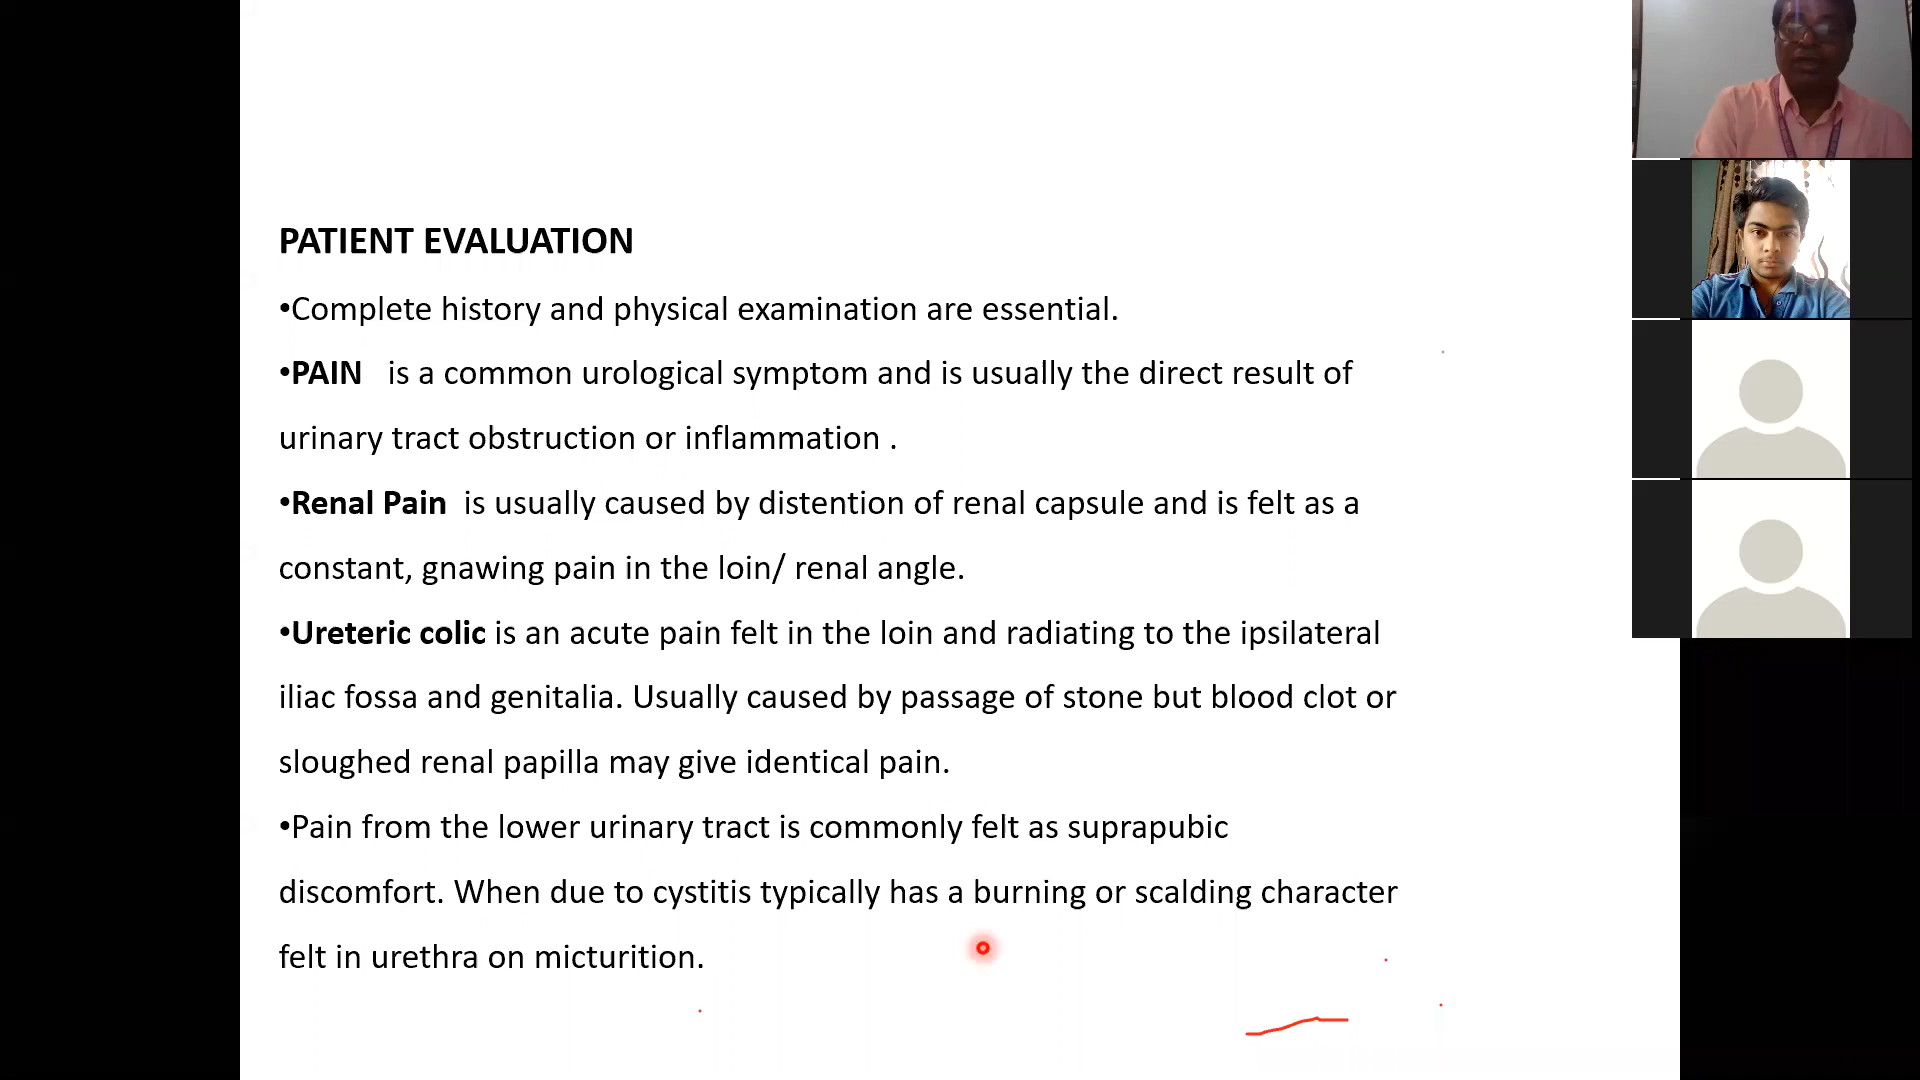 PATIENT EVALUATION
•Complete history and physical examination are essential.
•PAIN is a common urological symptom and is usually the direct result of
urinary tract obstruction or inflammation .
•Renal Pain is usually caused by distention of renal capsule and is felt as a
constant, gnawing pain in the loin/ renal angle.
•Ureteric colic is an acute pain felt in the loin and radiating to the ipsilateral
iliac fossa and genitalia. Usually caused by passage of stone but blood clot or
sloughed renal papilla may give identical pain.
•Pain from the lower urinary tract is commonly felt as suprapubic
discomfort. When due to cystitis typically has a burning or scalding character
felt in urethra on micturition.